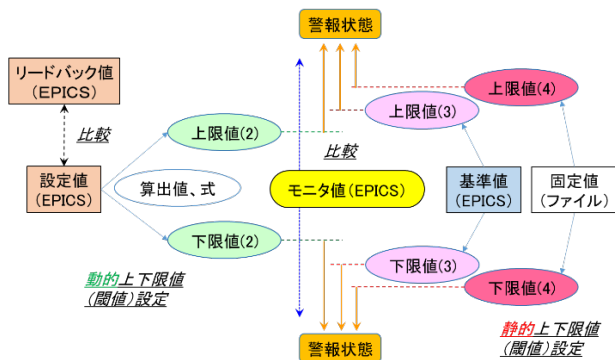 警報状態
リードバック値
(EPICS)
上限値(4)
上限値(3)
上限値(2)
比較
比較
設定値
(EPICS)
算出値、式
モニタ値(EPICS)
基準値
(EPICS)
固定値
(ファイル)
下限値(2)
下限値(3)
下限値(4)
動的上下限値
(閾値)設定
静的上下限値
(閾値)設定
警報状態